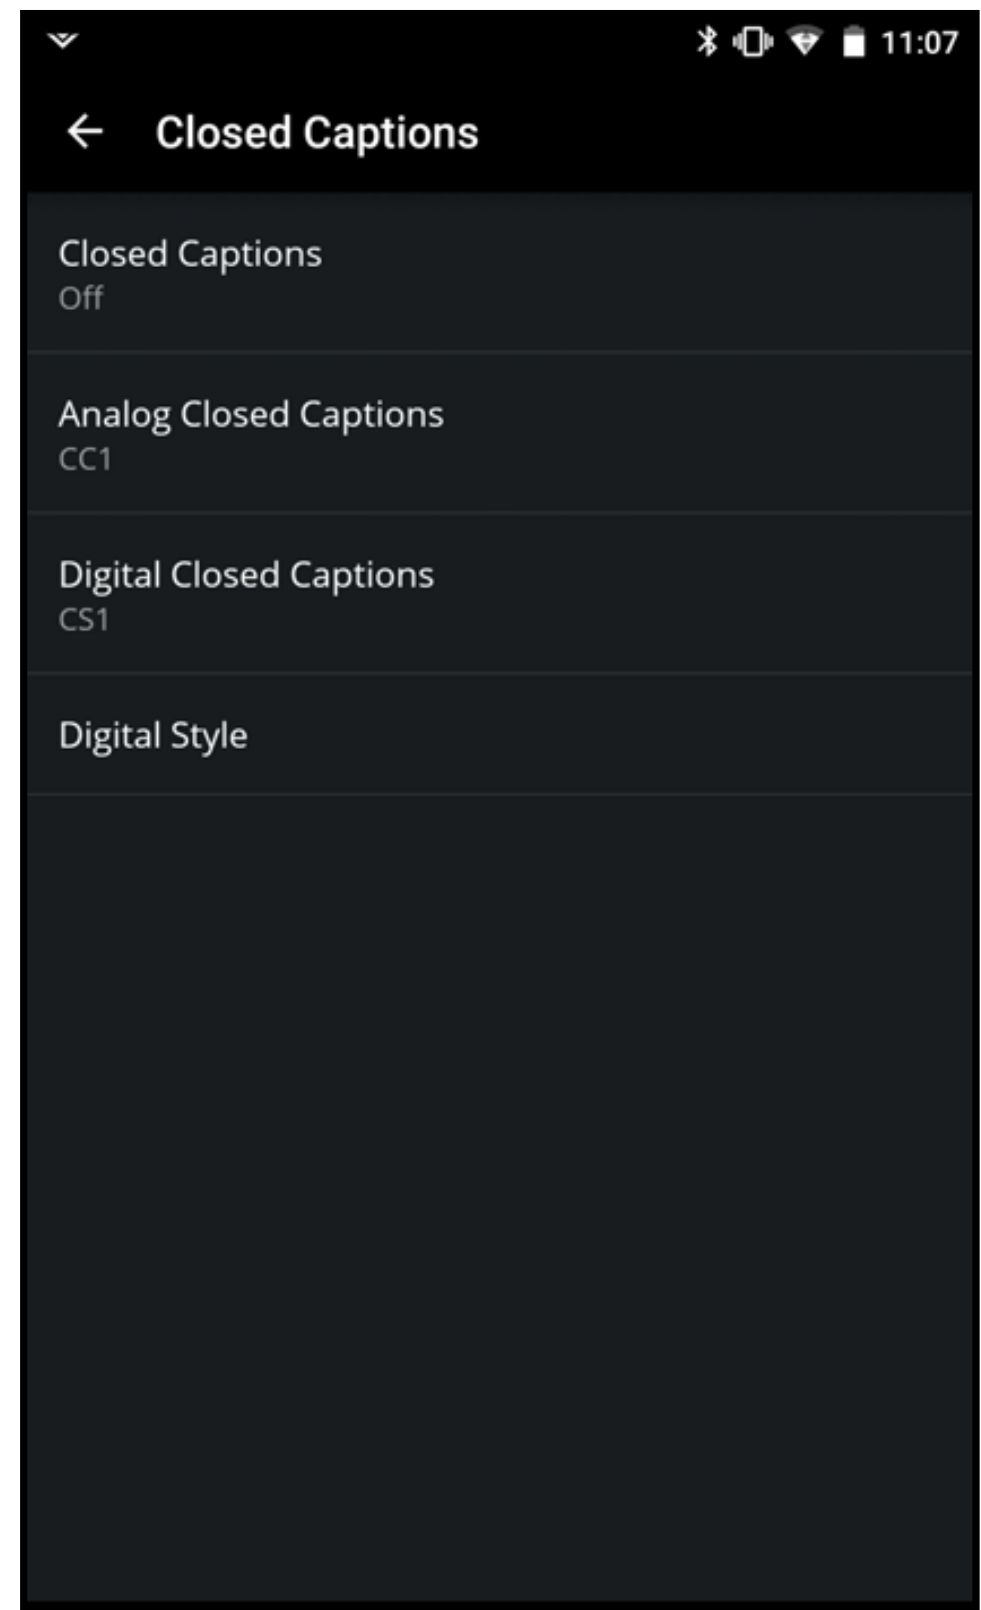 11:07
Closed Captions
Closed Captions
Off
Analog Closed Captions
CC1
Digital Closed Captions
CS1
Digital Style